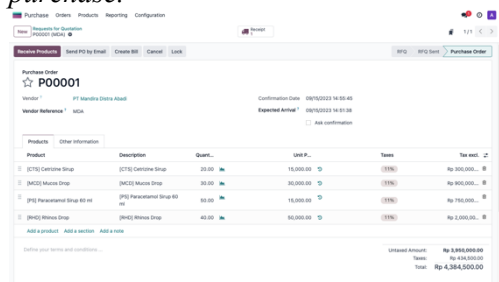 purchase.
Purchase Orders Products Reporting Configuration
New Requests for Quotation
P00001 (MDA)
Receipt
1
1/1
Receive Products Send PO by Email Create Bill Cancel Lock
RFQ RFQ Sent Purchase Order
Purchase Order
P00001
Vendor ? PT Mandira Distra Abadi
Confirmation Date 09/15/2023 14:55:45
Vendor Reference ? MDA
Expected Arrival ? 09/15/2023 14:51:36
Ask confirmation
Products Other Information
Product Description Quant... Unit P... Taxes Tax excl.
[CTS] Cetrizine Sirup [CTS] Cetrizine Sirup 20.00 15,000.00 11% Rp 300,000...
[MCD] Mucos Drop [MCD] Mucos Drop 30.00 30,000.00 11% Rp 900,000...
[PS] Paracetamol Sirup 60 ml [PS] Paracetamol Sirup 60 ml 50.00 15,000.00 11% Rp 750,000...
[RHD] Rhinos Drop [RHD] Rhinos Drop 40.00 50,000.00 11% Rp 2,000,00...
Add a product Add a section Add a note
Define your terms and conditions ...
Untaxed Amount: Rp 3,950,000.00
Taxes: Rp 434,500.00
Total: Rp 4,384,500.00